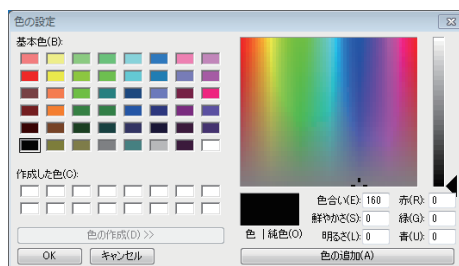 色の設定
基本色(B):
作成した色(C):
色の作成(D) >>
OK
キャンセル
色 | 純色(O)
色合い(E): 160
鮮やかさ(S): 0
明るさ(L): 0
赤(R): 0
緑(G): 0
青(U): 0
色の追加(A)